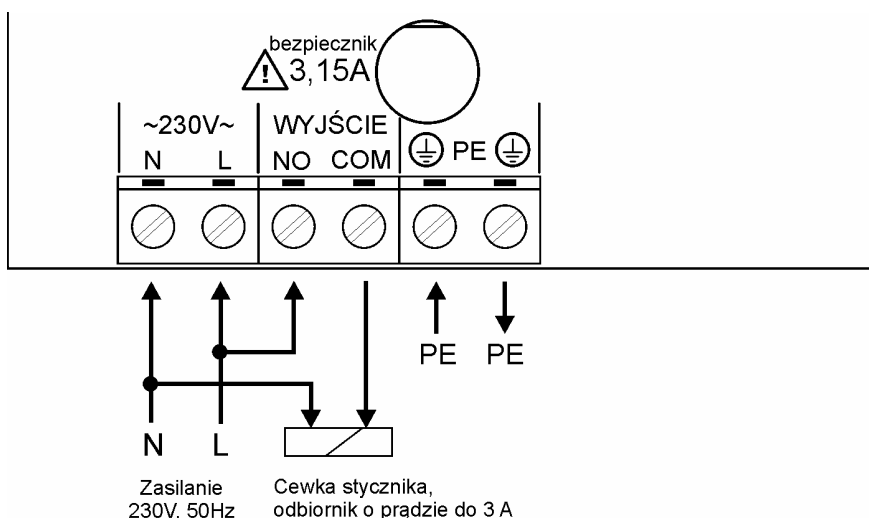 bezpiecznik
3,15A
~230V~ WYJŚCIE
N L NO COM PE
PE PE
N L
Zasilanie
230V, 50Hz
Cewka stycznika,
odbiornik o prądzie do 3 A